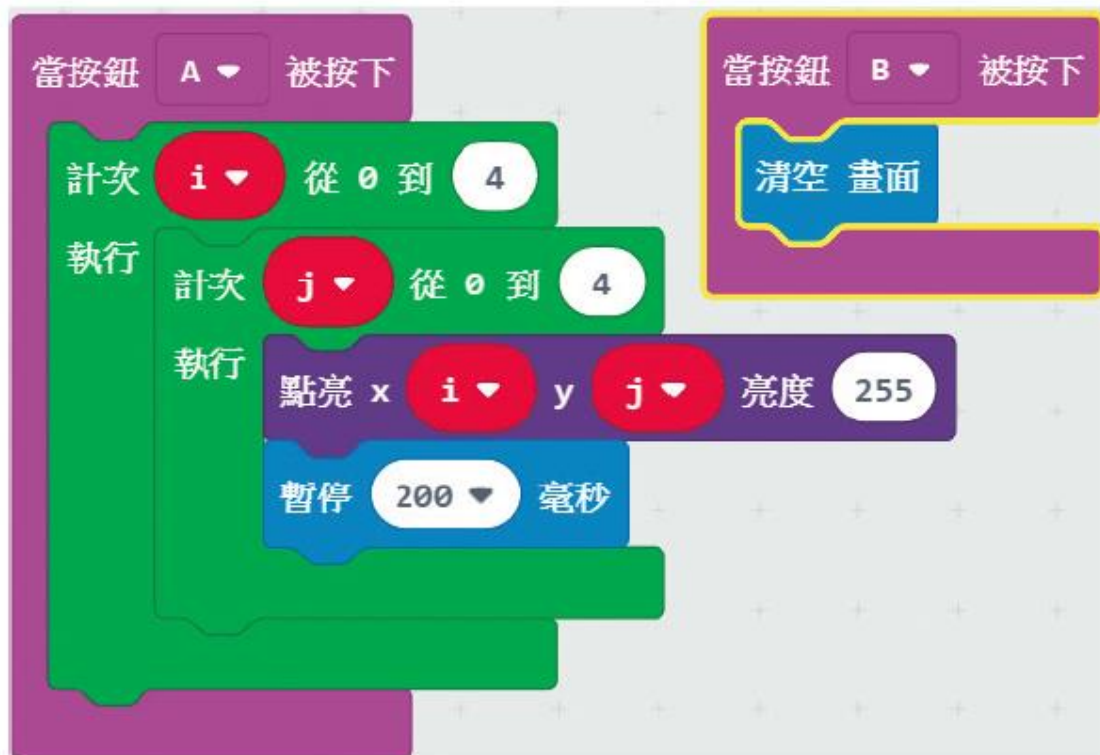 當按鈕 A 被按下
計次 i 從 0 到 4
執行
計次 j 從 0 到 4
執行
點亮 x i y j 亮度 255
暫停 200 毫秒
當按鈕 B 被按下
清空 畫面